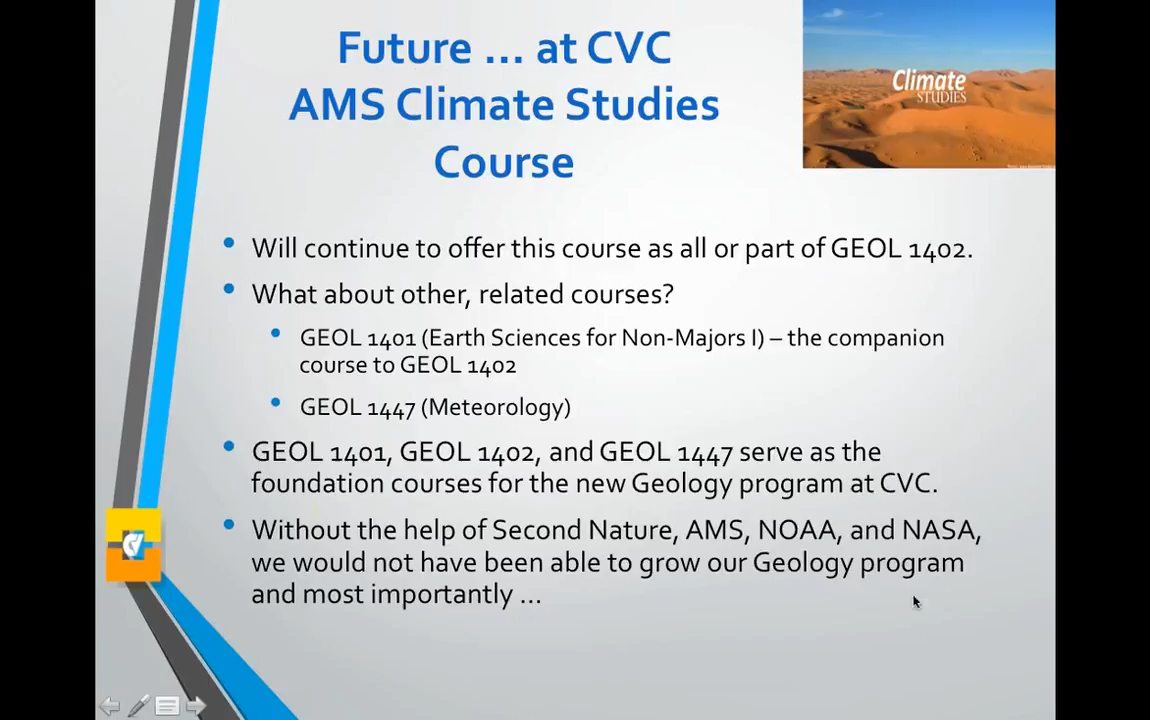 Future ... at CVC
AMS Climate Studies
Course
Climate
STUDIES
• Will continue to offer this course as all or part of GEOL 1402.
• What about other, related courses?
• GEOL 1401 (Earth Sciences for Non-Majors I) – the companion
course to GEOL 1402
• GEOL 1447 (Meteorology)
• GEOL 1401, GEOL 1402, and GEOL 1447 serve as the
foundation courses for the new Geology program at CVC.
• Without the help of Second Nature, AMS, NOAA, and NASA,
we would not have been able to grow our Geology program
and most importantly ...